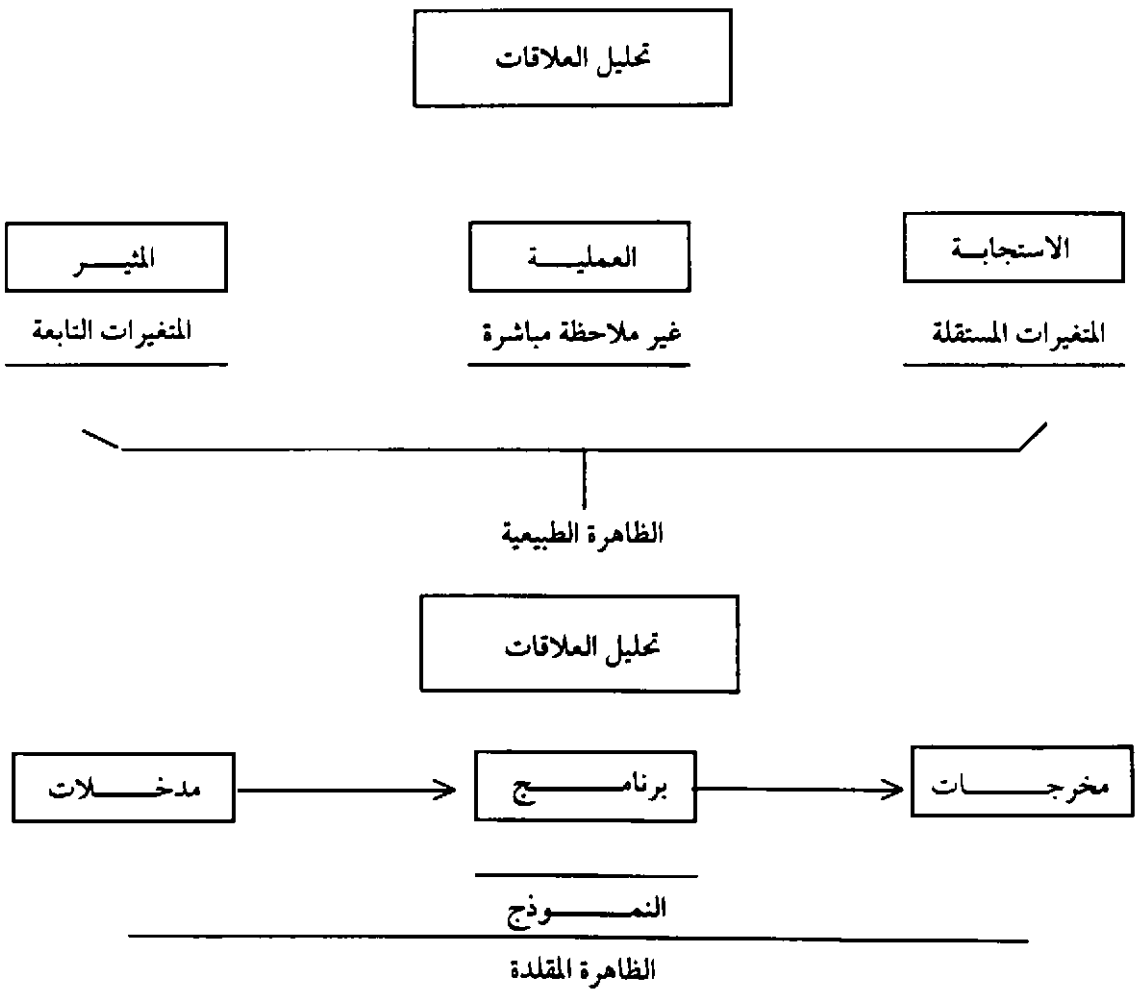 تحليل العلاقات
الاستجابـة
العمليـــة
المثيـــر
المتغيرات المستقلة
غير ملاحظة مباشرة
المتغيرات التابعة
الظاهرة الطبيعية
تحليل العلاقات
مخرجـــات
برنامـــج
مدخـــلات
النمـــوذج
الظاهرة المقلدة